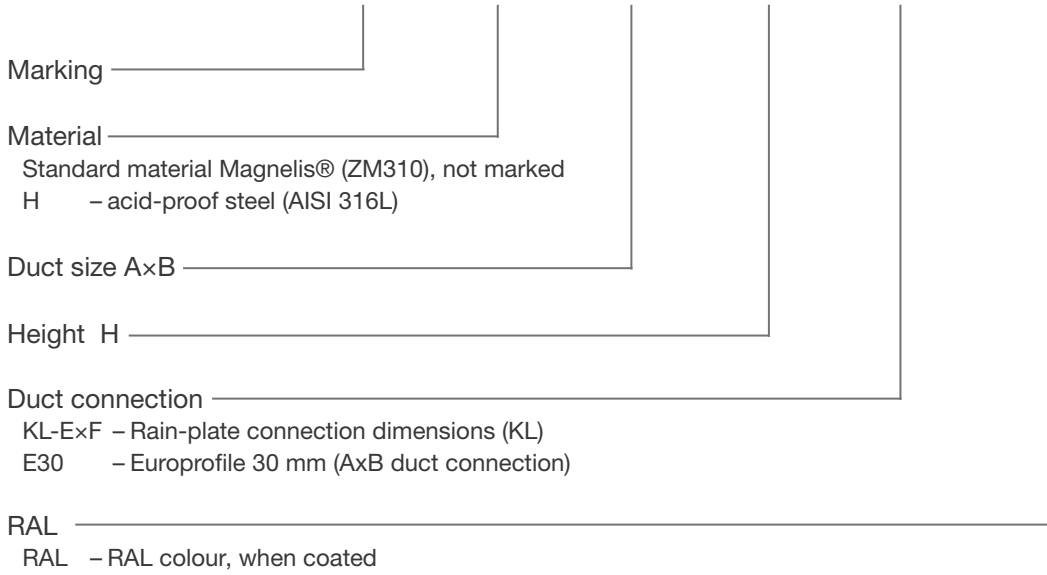 Marking
Material
Standard material Magnelis® (ZM310), not marked
H – acid-proof steel (AISI 316L)
Duct size A×B
Height H
Duct connection
KL-E×F – Rain-plate connection dimensions (KL)
E30 – Europrofile 30 mm (AxB duct connection)
RAL
RAL – RAL colour, when coated